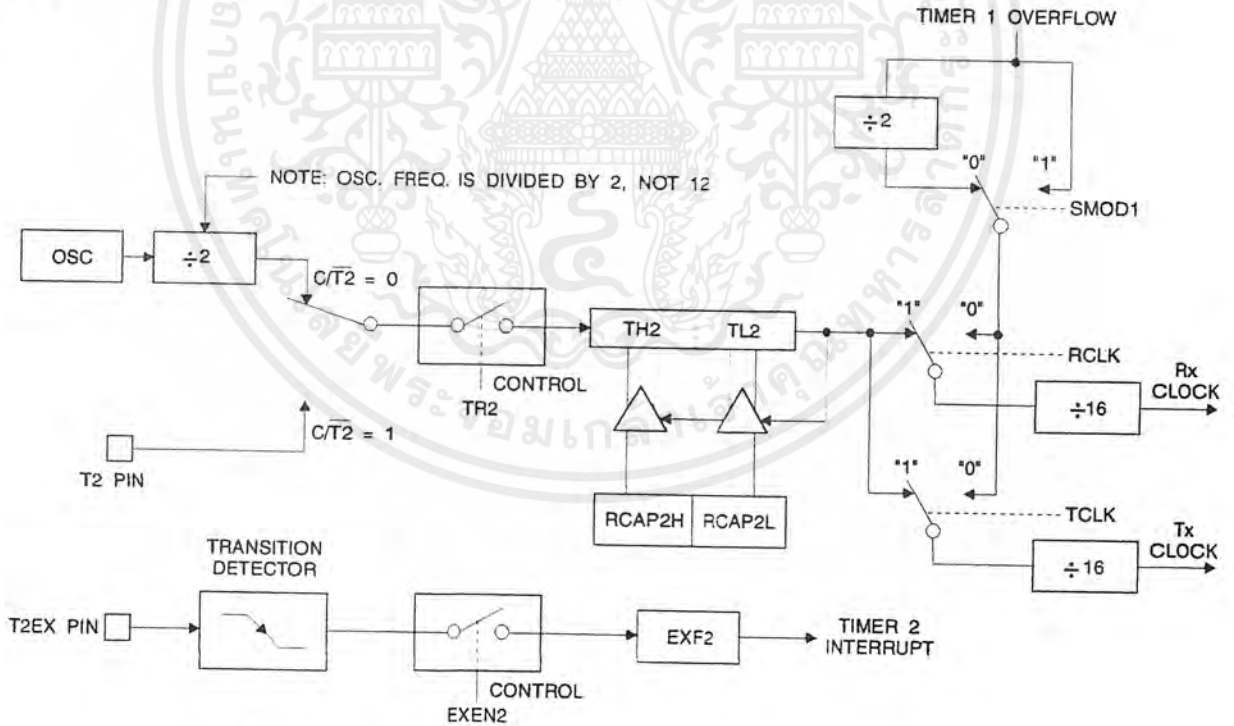 TIMER 1 OVERFLOW
÷2
"0" "1"
NOTE: OSC. FREQ. IS DIVIDED BY 2, NOT 12
SMOD1
OSC
÷2
C/T2 = 0
"1" "0"
TH2 TL2
RCLK
CONTROL
TR2
Rx
CLOCK
÷16
C/T2 = 1
T2 PIN
"1" "0"
RCAP2H RCAP2L
TCLK
Tx
CLOCK
÷16
TRANSITION
DETECTOR
T2EX PIN
EXF2
TIMER 2
INTERRUPT
CONTROL
EXEN2